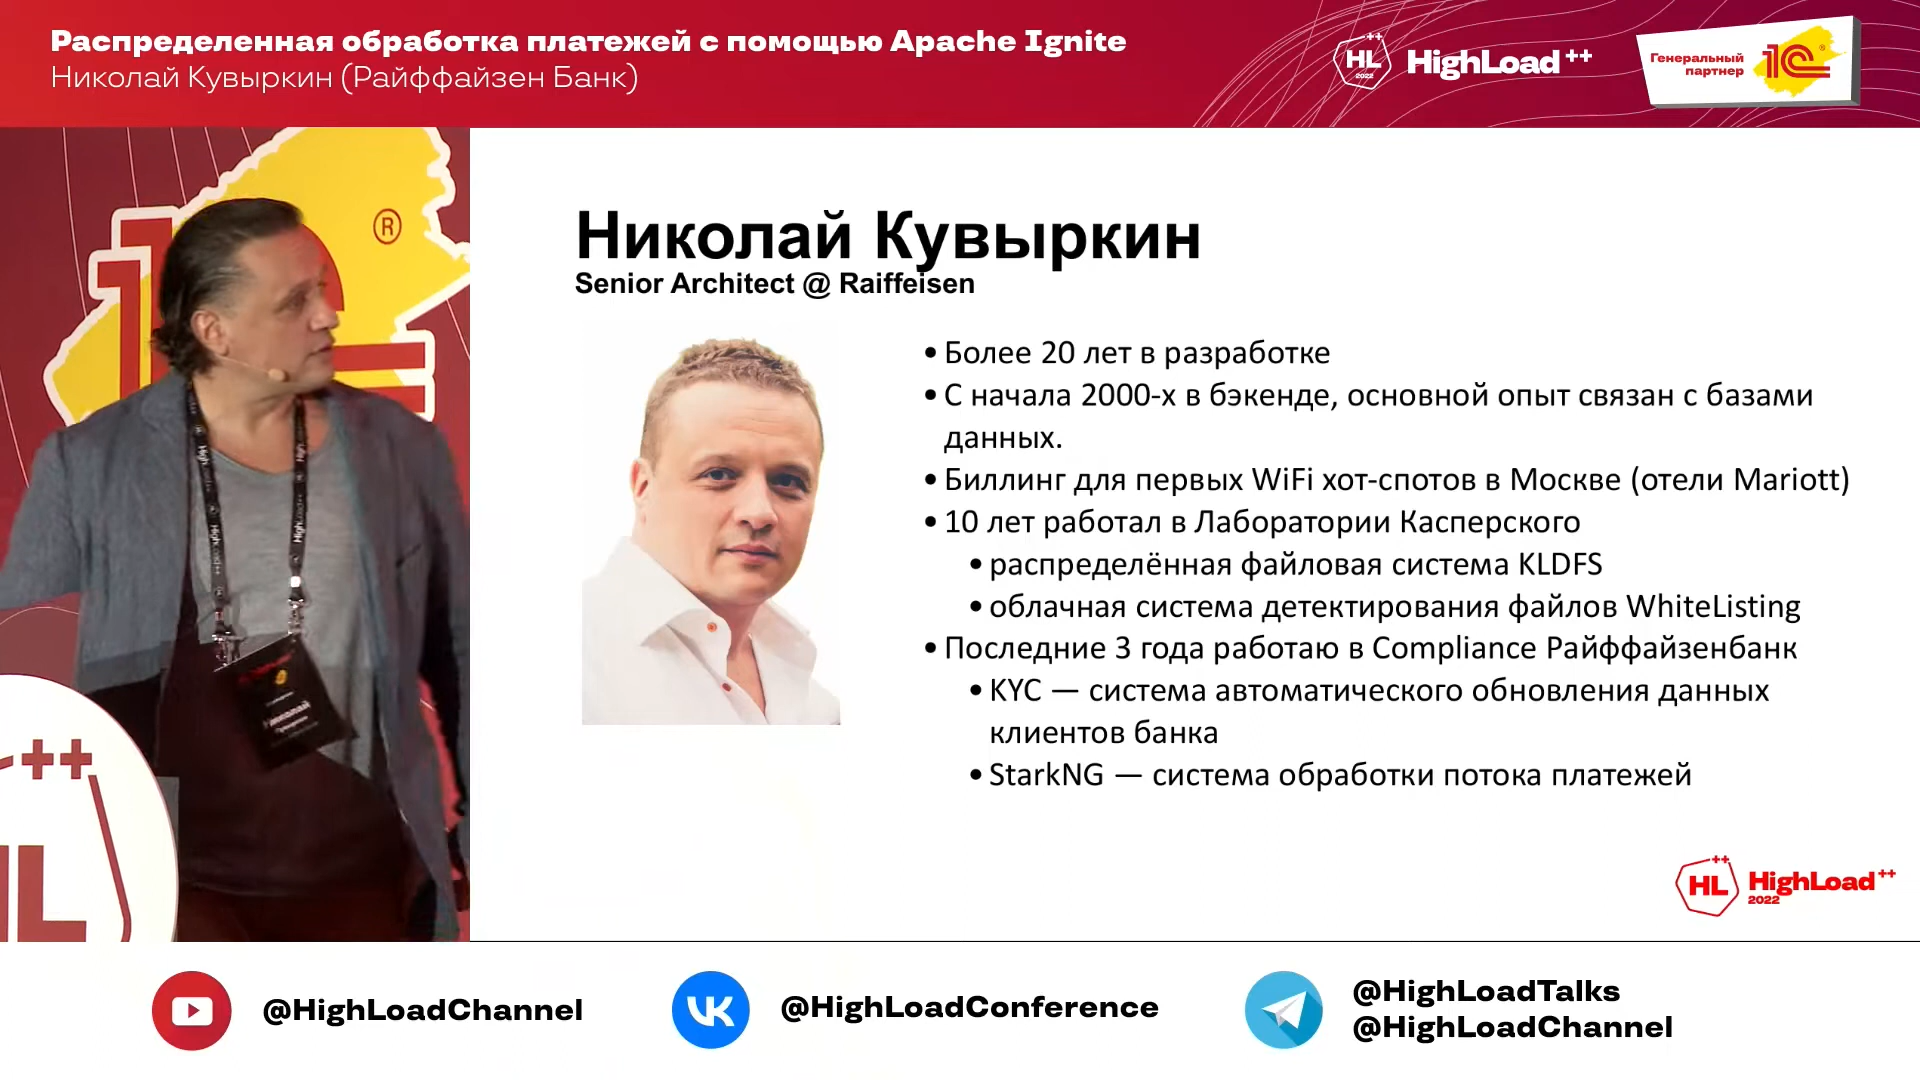 Распределенная обработка платежей с помощью Apache Ignite
Николай Кувыркин (Райффайзен Банк)
HL
2022
HighLoad++
Генеральный
партнер
1С®
®
Николай Кувыркин
Senior Architect @ Raiffeisen
• Более 20 лет в разработке
• С начала 2000-х в бэкенде, основной опыт связан с базами
данных.
• Биллинг для первых WiFi хот-спотов в Москве (отели Mariott)
• 10 лет работал в Лаборатории Касперского
• распределённая файловая система KLDFS
• облачная система детектирования файлов WhiteListing
• Последние 3 года работаю в Compliance Райффайзенбанк
• KYC — система автоматического обновления данных
клиентов банка
• StarkNG — система обработки потока платежей
++
HL
++
HL
HighLoad++
2022
@HighLoadChannel
@HighLoadConference
@HighLoadTalks
@HighLoadChannel